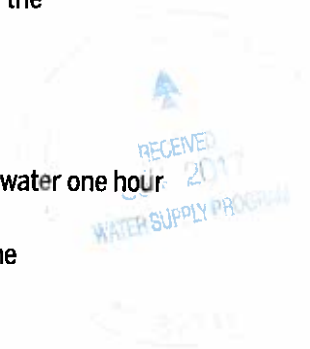 the
RECEIVED
water one hour
2017
WATER SUPPLY PROGRAM
he